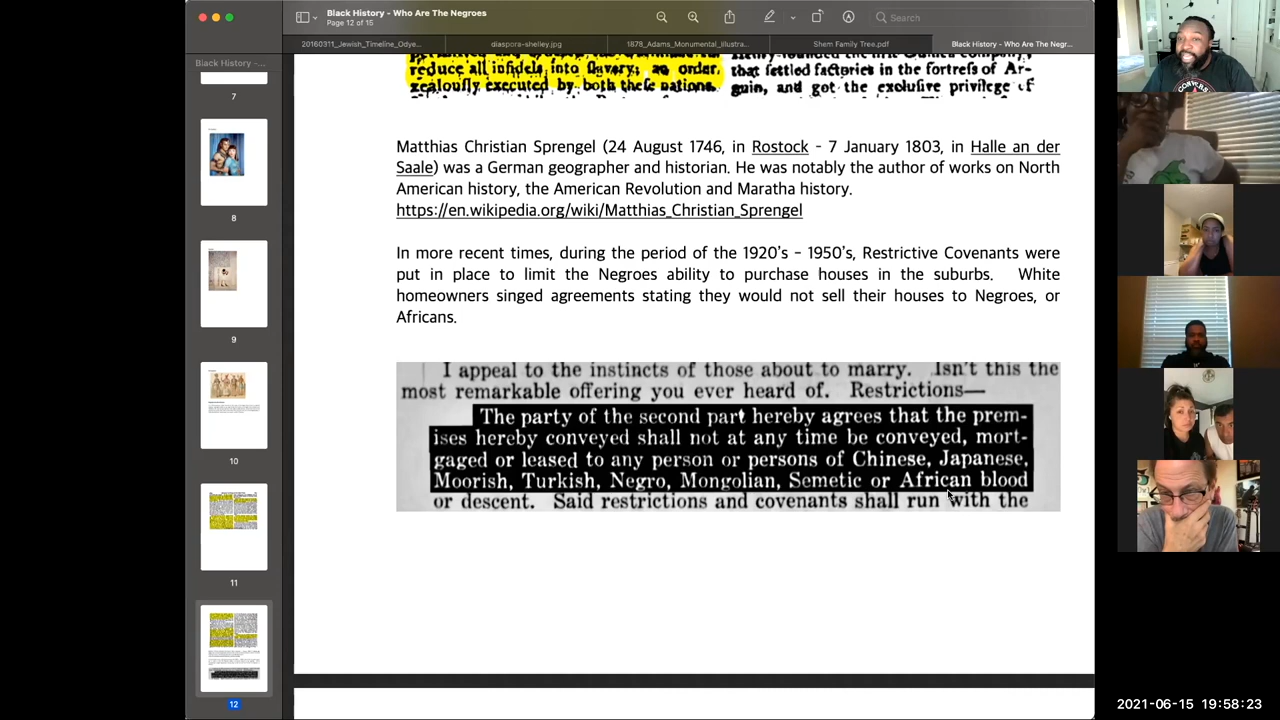 Black History - Who Are The Negroes
Page 12 of 15
Search
20160311_Jewish_Timeline_Odye...
diaspora-shelley.jpg
1878_Adams_Monumental_Illustra...
Shem Family Tree.pdf
Black History - Who Are The Negr...
Black History -...
7
8
9
10
11
12
reduce all infidels into slavery; an order,
zealously executed by both these nations.
that settled factories in the fortress of Ar-
guin, and got the exclusive privilege of
Matthias Christian Sprengel (24 August 1746, in Rostock - 7 January 1803, in Halle an der
Saale) was a German geographer and historian. He was notably the author of works on North
American history, the American Revolution and Maratha history.
https://en.wikipedia.org/wiki/Matthias_Christian_Sprengel
In more recent times, during the period of the 1920's - 1950's, Restrictive Covenants were
put in place to limit the Negroes ability to purchase houses in the suburbs. White
homeowners singed agreements stating they would not sell their houses to Negroes, or
Africans.
I appeal to the instincts of those about to marry. Isn't this the
most remarkable offering you ever heard of. Restrictions—
The party of the second part hereby agrees that the prem-
ises hereby conveyed shall not at any time be conveyed, mort-
gaged or leased to any person or persons of Chinese, Japanese,
Moorish, Turkish, Negro, Mongolian, Semetic or African blood
or descent. Said restrictions and covenants shall run with the
2021-06-15 19:58:23